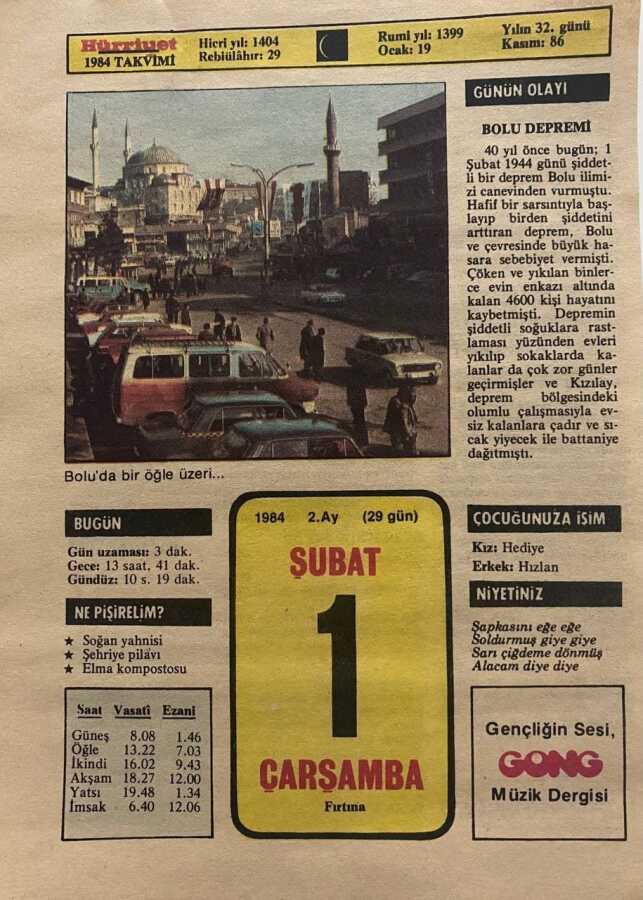 Hürriyet
1984 TAKVİMİ
Hicri yıl: 1404
Rebiülâhır: 29
Rumi yıl: 1399
Ocak: 19
Yılın 32. günü
Kasım: 86
GÜNÜN OLAYI
BOLU DEPREMİ
40 yıl önce bugün; 1
Şubat 1944 günü şiddet-
li bir deprem Bolu ilimi-
zi canevinden vurmuştu.
Hafif bir sarsıntıyla baş-
layıp birden şiddetini
arttıran deprem, Bolu
ve çevresinde büyük ha-
sara sebebiyet vermişti.
Çöken ve yıkılan binler-
ce evin enkazı altında
kalan 4600 kişi hayatını
kaybetmişti. Depremin
şiddetli soğuklara rast-
laması yüzünden evleri
yıkılıp sokaklarda ka-
lanlar da çok zor günler
geçirmişler ve Kızılay,
deprem bölgesindeki
olumlu çalışmasıyla ev-
siz kalanlara çadır ve sı-
cak yiyecek ile battaniye
dağıtmıştı.
Bolu'da bir öğle üzeri...
BUGÜN
Gün uzaması: 3 dak.
Gece: 13 saat, 41 dak.
Gündüz: 10 s. 19 dak.
NE PİŞİRELİM?
★ Soğan yahnisi
★ Şehriye pilâvı
★ Elma kompostosu
Saat Vasatî Ezani
Güneş 8.08 1.46
Öğle 13.22 7.03
İkindi 16.02 9.43
Akşam 18.27 12.00
Yatsı 19.48 1.34
İmsak 6.40 12.06
1984 2.Ay (29 gün)
ŞUBAT
1
ÇARŞAMBA
Fırtına
ÇOCUĞUNUZA İSİM
Kız: Hediye
Erkek: Hızlan
NİYETİNİZ
Şapkasını eğe eğe
Soldurmuş giye giye
Sarı çiğdeme dönmüş
Alacam diye diye
Gençliğin Sesi,
GONG
Müzik Dergisi